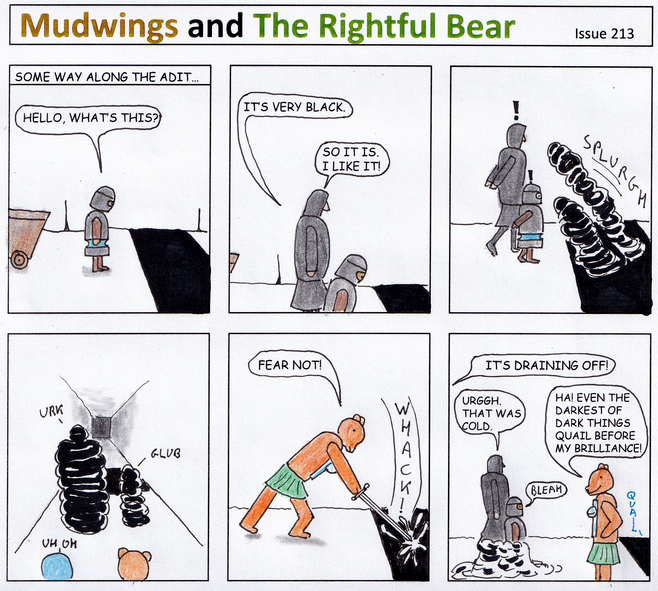 Mudwings and The Rightful Bear
Issue 213
SOME WAY ALONG THE ADIT...
HELLO, WHAT'S THIS?
IT'S VERY BLACK.
SO IT IS.
I LIKE IT!
!
!
SPLURGH
URK
GLUB
UH OH
FEAR NOT!
WHACK!
IT'S DRAINING OFF!
URGGH.
THAT WAS
COLD.
BLEAH
HA! EVEN THE
DARKEST OF
DARK THINGS
QUAIL BEFORE
MY BRILLIANCE!
QUAIL